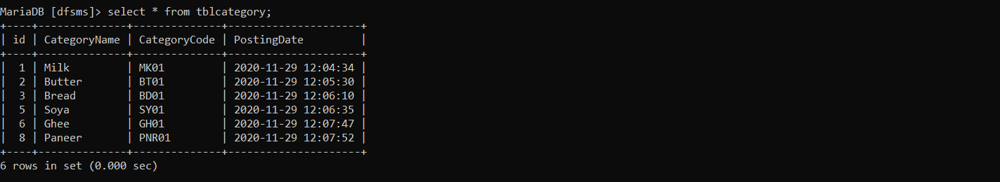 MariaDB [dfsms]> select * from tblcategory;
+----+--------------+--------------+---------------------+
| id | CategoryName | CategoryCode | PostingDate         |
+----+--------------+--------------+---------------------+
|  1 | Milk         | MK01         | 2020-11-29 12:04:34 |
|  2 | Butter       | BT01         | 2020-11-29 12:05:30 |
|  3 | Bread        | BD01         | 2020-11-29 12:06:10 |
|  5 | Soya         | SY01         | 2020-11-29 12:06:35 |
|  6 | Ghee         | GH01         | 2020-11-29 12:07:47 |
|  8 | Paneer       | PNR01        | 2020-11-29 12:07:52 |
+----+--------------+--------------+---------------------+
6 rows in set (0.000 sec)